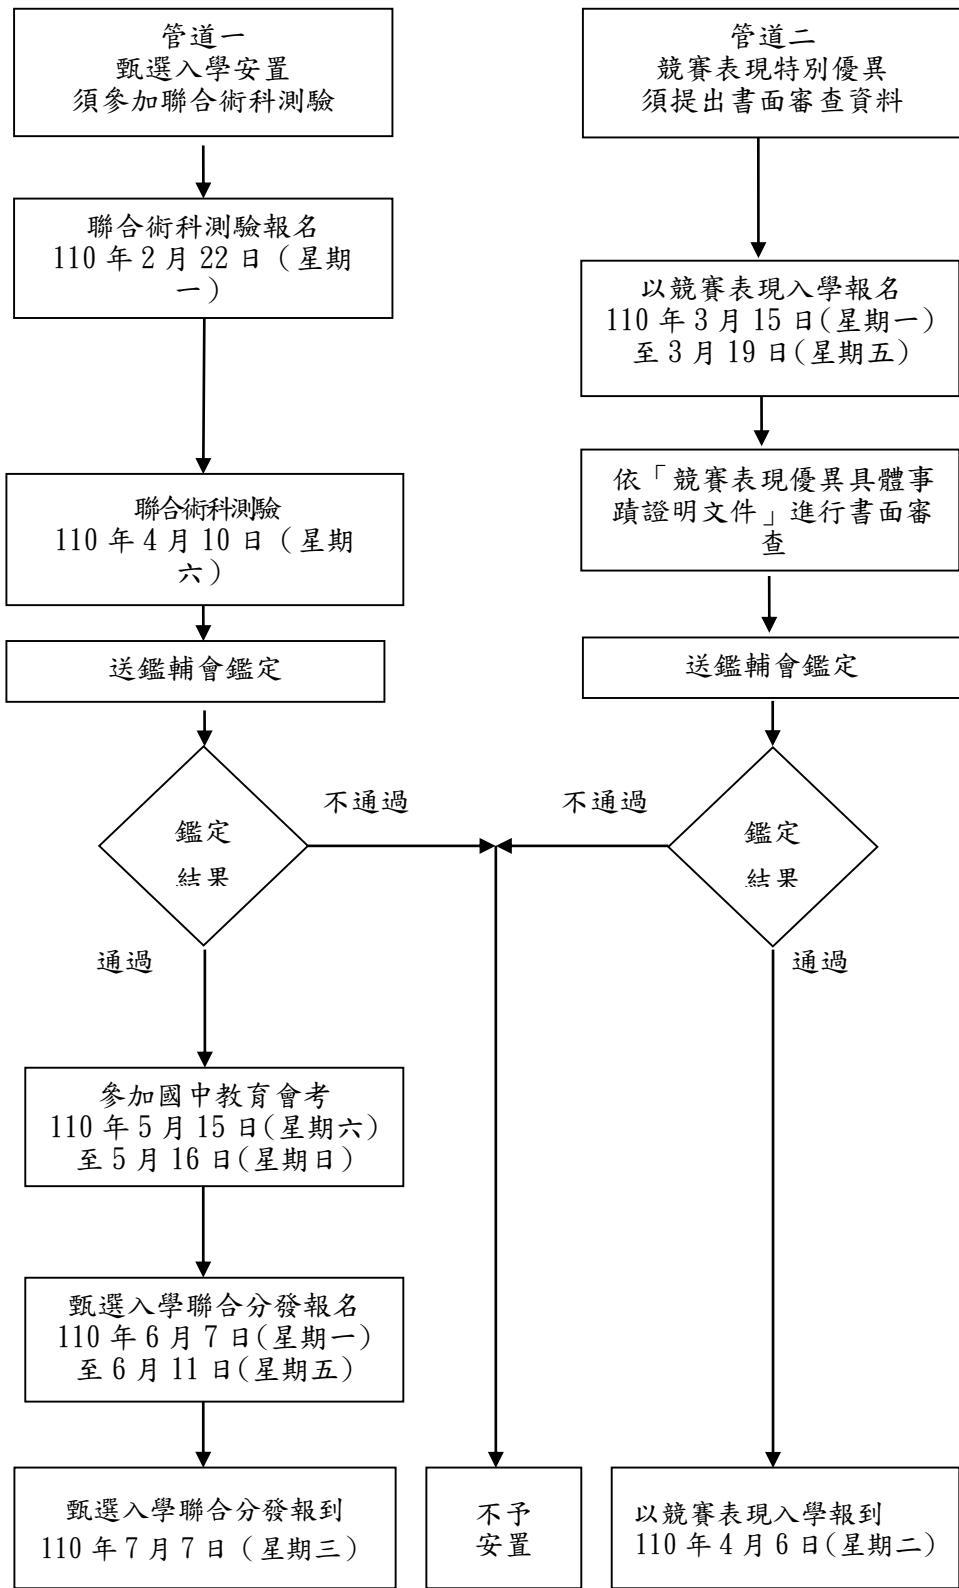 管道一
甄選入學安置
須參加聯合術科測驗
聯合術科測驗報名
110 年 2 月 22 日（星期
一）
聯合術科測驗
110 年 4 月 10 日（星期
六）
送鑑輔會鑑定
鑑定
結果
不通過
通過
參加國中教育會考
110 年 5 月 15 日(星期六)
至 5 月 16 日(星期日)
甄選入學聯合分發報名
110 年 6 月 7 日(星期一)
至 6 月 11 日(星期五)
甄選入學聯合分發報到
110 年 7 月 7 日（星期三）
管道二
競賽表現特別優異
須提出書面審查資料
以競賽表現入學報名
110 年 3 月 15 日(星期一)
至 3 月 19 日(星期五)
依「競賽表現優異具體事
蹟證明文件」進行書面審
查
送鑑輔會鑑定
鑑定
結果
不通過
通過
不予
安置
以競賽表現入學報到
110 年 4 月 6 日(星期二)